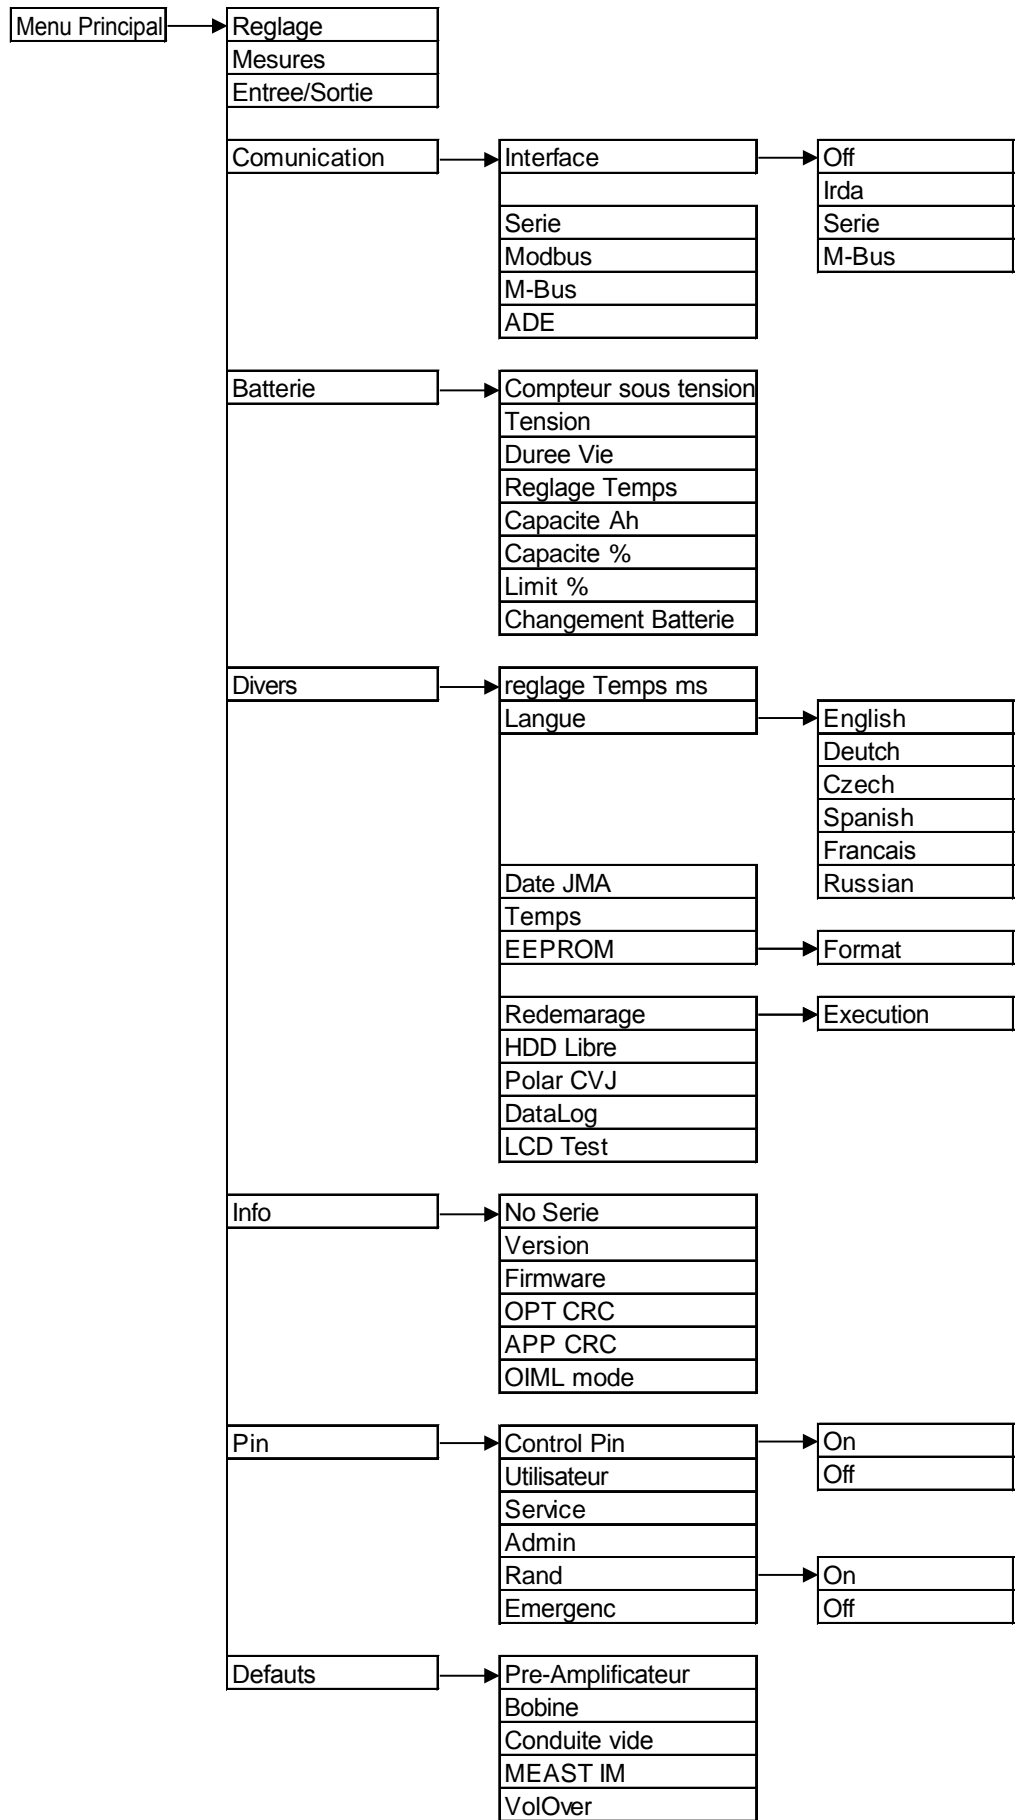 Menu Principal
Reglage
Mesures
Entree/Sortie
Comunication
Interface
Off
Irda
Serie
M-Bus
Serie
Modbus
M-Bus
ADE
Batterie
Compteur sous tension
Tension
Duree Vie
Reglage Temps
Capacite Ah
Capacite %
Limit %
Changement Batterie
Divers
reglage Temps ms
Langue
English
Deutch
Czech
Spanish
Francais
Russian
Date JMA
Temps
EEPROM
Format
Redemarage
Execution
HDD Libre
Polar CVJ
DataLog
LCD Test
Info
No Serie
Version
Firmware
OPT CRC
APP CRC
OIML mode
Pin
Control Pin
On
Off
Utilisateur
Service
Admin
Rand
On
Off
Emergenc
Defauts
Pre-Amplificateur
Bobine
Conduite vide
MEAST IM
VolOver